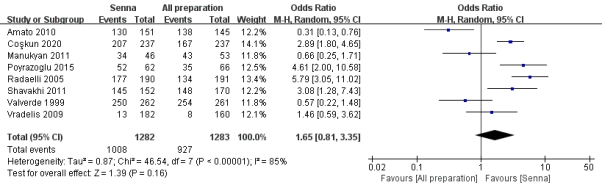 Senna All preparation Odds Ratio Odds Ratio
Study or Subgroup Events Total Events Total Weight M-H, Random, 95% CI M-H, Random, 95% CI
Amato 2010 130 151 138 145 12.2% 0.31 [0.13, 0.76]
Coşkun 2020 207 237 167 237 13.7% 2.89 [1.80, 4.65]
Manukyan 2011 34 46 43 53 11.9% 0.66 [0.25, 1.71]
Poyrazoglu 2015 52 62 35 66 12.4% 4.61 [2.00, 10.58]
Radaelli 2005 177 190 134 191 13.1% 5.79 [3.05, 11.02]
Shavakhi 2011 145 152 148 170 12.3% 3.08 [1.28, 7.43]
Valverde 1999 250 262 254 261 12.0% 0.57 [0.22, 1.48]
Vradelis 2009 13 182 8 160 12.3% 1.46 [0.59, 3.62]
Total (95% CI) 1282 1283 100.0% 1.65 [0.81, 3.35]
Total events 1008 927
Heterogeneity: Tau² = 0.87; Chi² = 46.54, df = 7 (P < 0.00001); I² = 85%
Test for overall effect: Z = 1.39 (P = 0.16)
0.02 0.1 1 10 50
Favours [All preparation] Favours [Senna]